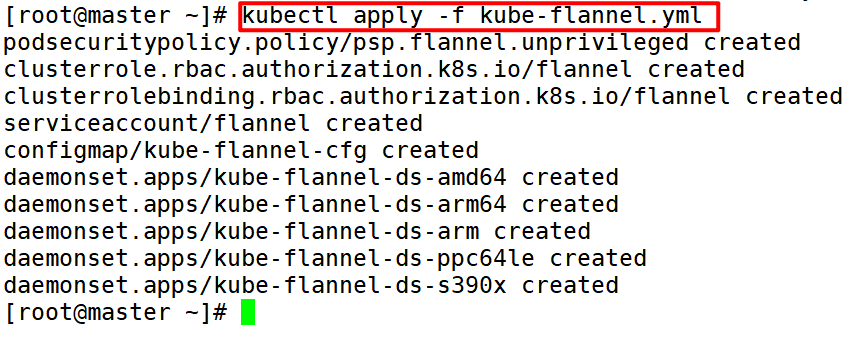 [root@master ~]# kubectl apply -f kube-flannel.yml
podsecuritypolicy.policy/psp.flannel.unprivileged created
clusterrole.rbac.authorization.k8s.io/flannel created
clusterrolebinding.rbac.authorization.k8s.io/flannel created
serviceaccount/flannel created
configmap/kube-flannel-cfg created
daemonset.apps/kube-flannel-ds-amd64 created
daemonset.apps/kube-flannel-ds-arm64 created
daemonset.apps/kube-flannel-ds-arm created
daemonset.apps/kube-flannel-ds-ppc64le created
daemonset.apps/kube-flannel-ds-s390x created
[root@master ~]#